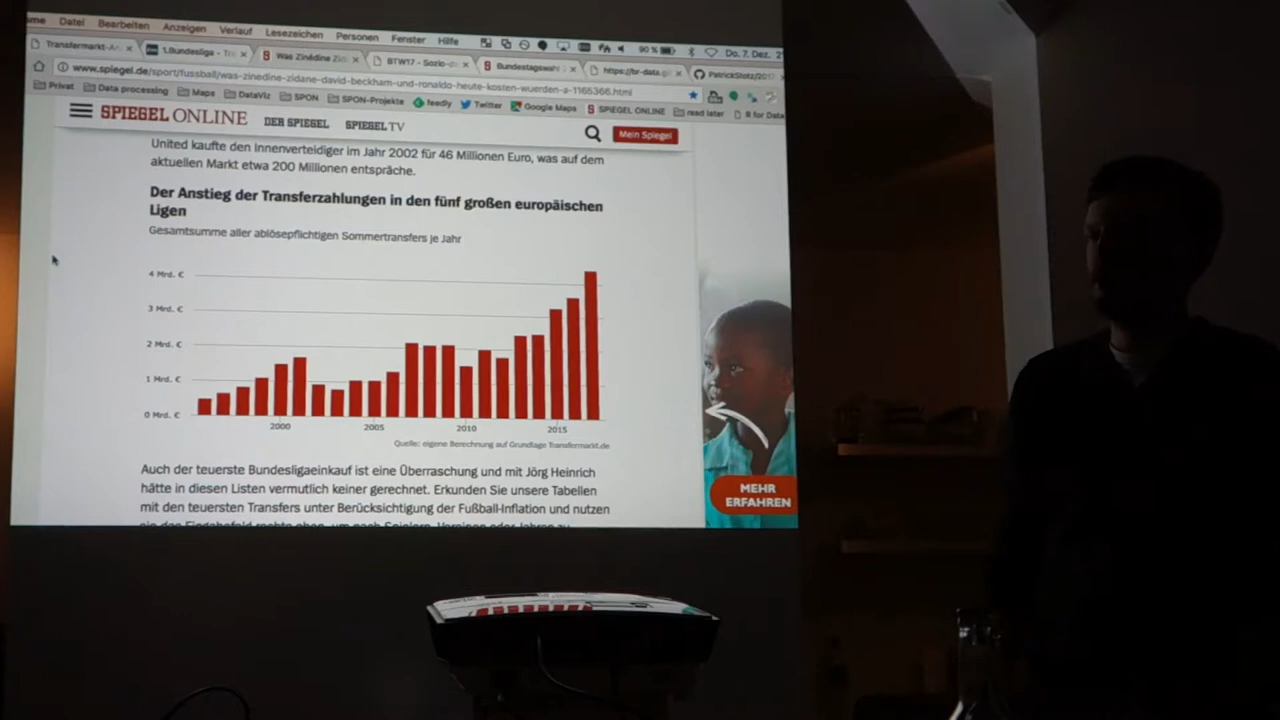 Datei Bearbeiten Anzeigen Verlauf Lesezeichen Personen Fenster Hilfe 90 % Do. 7. Dez.
Transfermarkt-An 1.Bundesliga - Tra Was Zinédine Zid BTW17 - Sozio- Bundestagswahl https://br-data.g PatrickStotz/201
www.spiegel.de/sport/fussball/was-zinedine-zidane-david-beckham-und-ronaldo-heute-kosten-wuerden-a-1165366.html
Privat Data processing Maps DataViz SPON SPON-Projekte feedly Twitter Google Maps SPIEGEL ONLINE read later R for Data
SPIEGEL ONLINE DER SPIEGEL SPIEGEL TV Mein Spiegel
United kaufte den Innenverteidiger im Jahr 2002 für 46 Millionen Euro, was auf dem
aktuellen Markt etwa 200 Millionen entspräche.
Der Anstieg der Transferzahlungen in den fünf großen europäischen
Ligen
Gesamtsumme aller ablösepflichtigen Sommertransfers je Jahr
4 Mrd. €
3 Mrd. €
2 Mrd. €
1 Mrd. €
0 Mrd. €
2000 2005 2010 2015
Quelle: eigene Berechnung auf Grundlage Transfermarkt.de
Auch der teuerste Bundesligaeinkauf ist eine Überraschung und mit Jörg Heinrich
hätte in diesen Listen vermutlich keiner gerechnet. Erkunden Sie unsere Tabellen
mit den teuersten Transfers unter Berücksichtigung der Fußball-Inflation und nutzen
MEHR
ERFAHREN